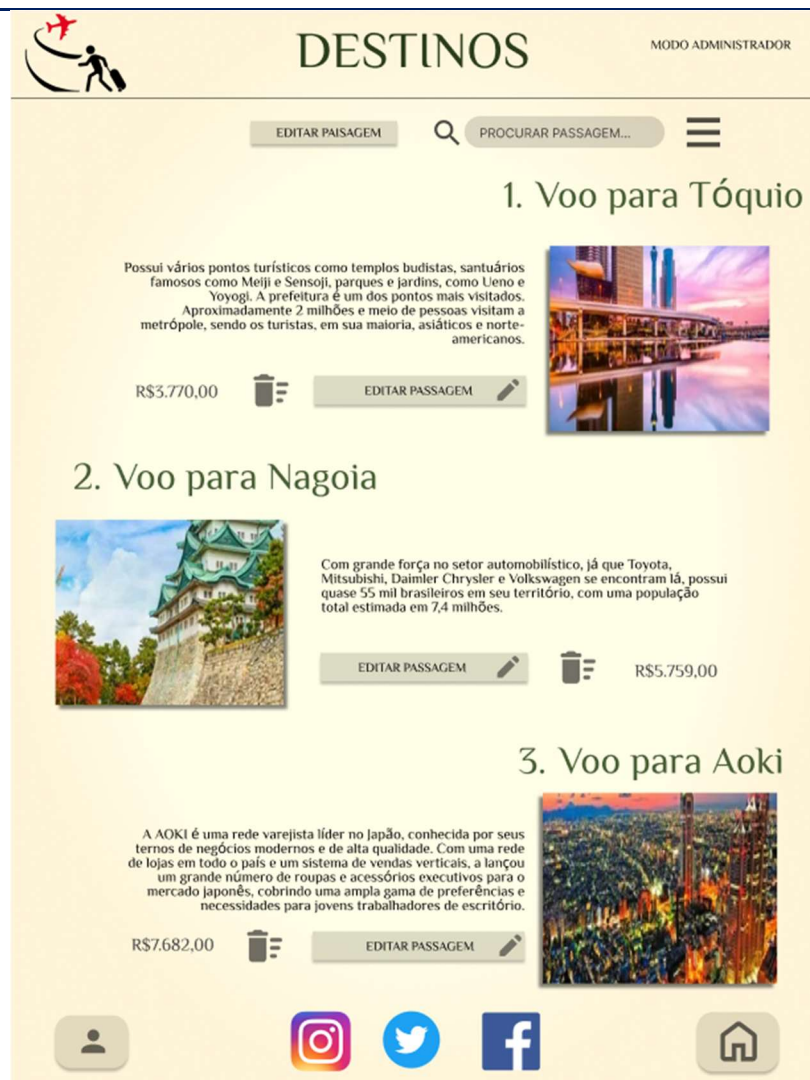 DESTINOS
MODO ADMINISTRADOR
EDITAR PAISAGEM
PROCURAR PASSAGEM...
1. Voo para Tóquio
Possui vários pontos turísticos como templos budistas, santuários
famosos como Meiji e Sensoji, parques e jardins, como Ueno e
Yoyogi. A prefeitura é um dos pontos mais visitados.
Aproximadamente 2 milhões e meio de pessoas visitam a
metrópole, sendo os turistas, em sua maioria, asiáticos e norte-
americanos.
R$3.770,00
EDITAR PASSAGEM
2. Voo para Nagoia
Com grande força no setor automobilístico, já que Toyota,
Mitsubishi, Daimler Chrysler e Volkswagen se encontram lá, possui
quase 55 mil brasileiros em seu território, com uma população
total estimada em 7,4 milhões.
EDITAR PASSAGEM
R$5.759,00
3. Voo para Aoki
A AOKI é uma rede varejista líder no Japão, conhecida por seus
ternos de negócios modernos e de alta qualidade. Com uma rede
de lojas em todo o país e um sistema de vendas verticais, a lançou
um grande número de roupas e acessórios executivos para o
mercado japonês, cobrindo uma ampla gama de preferências e
necessidades para jovens trabalhadores de escritório.
R$7.682,00
EDITAR PASSAGEM